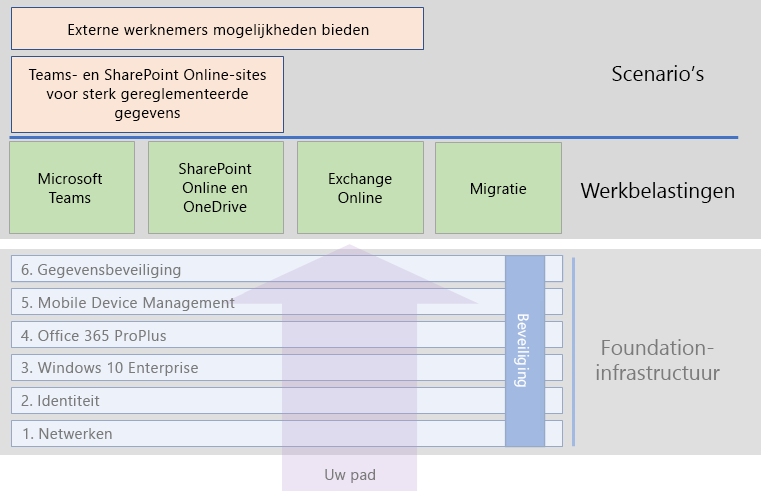 Externe werknemers mogelijkheden bieden
Teams- en SharePoint Online-sites
voor sterk gereglementeerde
gegevens
Scenario's
Microsoft
Teams
SharePoint
Online en
OneDrive
Exchange
Online
Migratie
Werkbelastingen
6. Gegevensbeveiliging
5. Mobile Device Management
4. Office 365 ProPlus
3. Windows 10 Enterprise
2. Identiteit
1. Netwerken
Beveiliging
Foundation-
infrastructuur
Uw pad